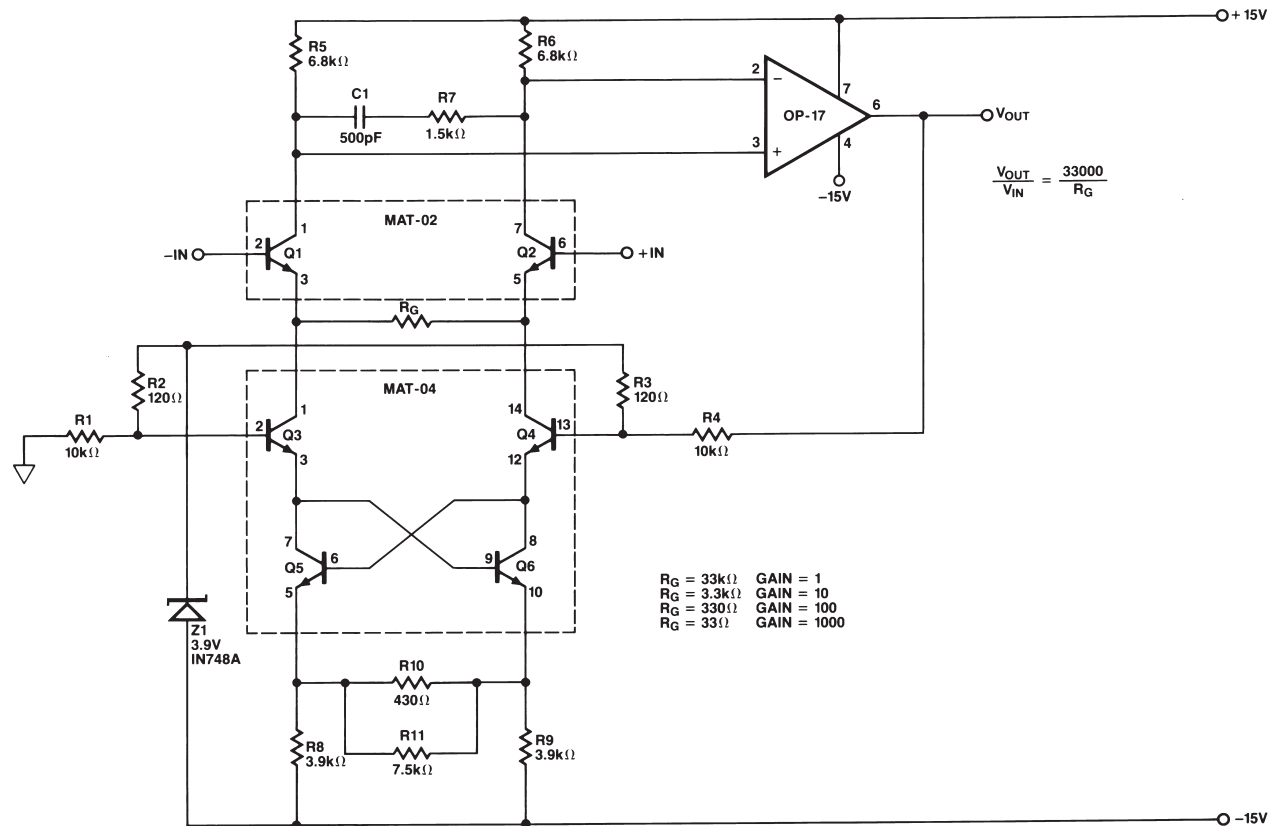 + 15V
R5
6.8kΩ
R6
6.8kΩ
C1
500pF
R7
1.5kΩ
2
−
7
OP-17
6
VOUT
3
+
4
−15V
VOUT
VIN
=
33000
RG
MAT-02
1
7
−IN
2
Q1
Q2
6
+IN
3
5
RG
MAT-04
R2
120Ω
R3
120Ω
R1
10kΩ
1
14
2
Q3
Q4
13
R4
10kΩ
3
12
7
8
Q5
6
9
Q6
5
10
RG = 33kΩ GAIN = 1
RG = 3.3kΩ GAIN = 10
RG = 330Ω GAIN = 100
RG = 33Ω GAIN = 1000
Z1
3.9V
IN748A
R10
430Ω
R11
7.5kΩ
R8
3.9kΩ
R9
3.9kΩ
−15V